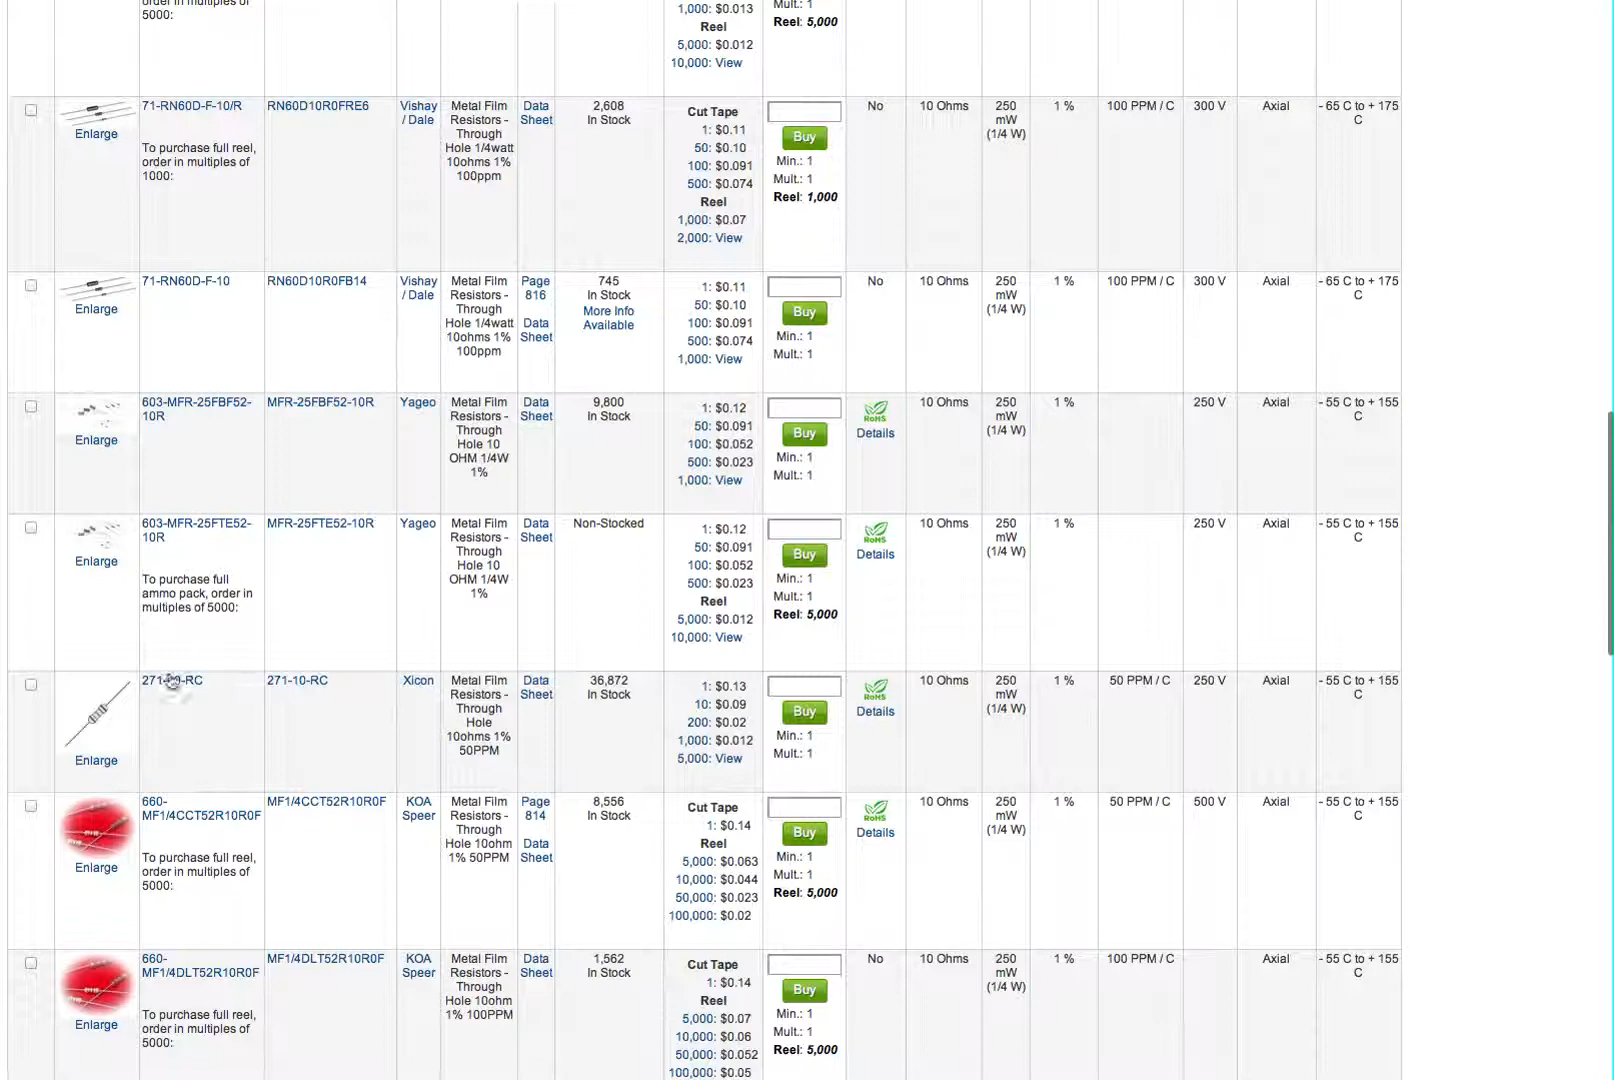 order in multiples of
5000:
1,000: $0.013
Reel
5,000: $0.012
10,000: View
Mult.: 1
Reel: 5,000
71-RN60D-F-10/R
To purchase full reel,
order in multiples of
1000:
Enlarge
RN60D10R0FRE6
Vishay
/ Dale
Metal Film
Resistors -
Through
Hole 1/4watt
10ohms 1%
100ppm
Data
Sheet
2,608
In Stock
Cut Tape
1: $0.11
50: $0.10
100: $0.091
500: $0.074
Reel
1,000: $0.07
2,000: View
Buy
Min.: 1
Mult.: 1
Reel: 1,000
No
10 Ohms
250
mW
(1/4 W)
1 %
100 PPM / C
300 V
Axial
- 65 C to + 175
C
Enlarge
71-RN60D-F-10
RN60D10R0FB14
Vishay
/ Dale
Metal Film
Resistors -
Through
Hole 1/4watt
10ohms 1%
100ppm
Page
816
Data
Sheet
745
In Stock
More Info
Available
1: $0.11
50: $0.10
100: $0.091
500: $0.074
1,000: View
Buy
Min.: 1
Mult.: 1
No
10 Ohms
250
mW
(1/4 W)
1 %
100 PPM / C
300 V
Axial
- 65 C to + 175
C
Enlarge
603-MFR-25FBF52-
10R
MFR-25FBF52-10R
Yageo
Metal Film
Resistors -
Through
Hole 10
OHM 1/4W
1%
Data
Sheet
9,800
In Stock
1: $0.12
50: $0.091
100: $0.052
500: $0.023
1,000: View
Buy
Min.: 1
Mult.: 1
RoHS
Details
10 Ohms
250
mW
(1/4 W)
1 %
250 V
Axial
- 55 C to + 155
C
Enlarge
603-MFR-25FTE52-
10R
To purchase full
ammo pack, order in
multiples of 5000:
MFR-25FTE52-10R
Yageo
Metal Film
Resistors -
Through
Hole 10
OHM 1/4W
1%
Data
Sheet
Non-Stocked
1: $0.12
50: $0.091
100: $0.052
500: $0.023
Reel
5,000: $0.012
10,000: View
Buy
Min.: 1
Mult.: 1
Reel: 5,000
RoHS
Details
10 Ohms
250
mW
(1/4 W)
1 %
250 V
Axial
- 55 C to + 155
C
Enlarge
271-10-RC
271-10-RC
Xicon
Metal Film
Resistors -
Through
Hole
10ohms 1%
50PPM
Data
Sheet
36,872
In Stock
1: $0.13
10: $0.09
200: $0.02
1,000: $0.012
5,000: View
Buy
Min.: 1
Mult.: 1
RoHS
Details
10 Ohms
250
mW
(1/4 W)
1 %
50 PPM / C
250 V
Axial
- 55 C to + 155
C
Enlarge
660-
MF1/4CCT52R10R0F
To purchase full reel,
order in multiples of
5000:
MF1/4CCT52R10R0F
KOA
Speer
Metal Film
Resistors -
Through
Hole 10ohm
1% 50PPM
Page
814
Data
Sheet
8,556
In Stock
Cut Tape
1: $0.14
Reel
5,000: $0.063
10,000: $0.044
50,000: $0.023
100,000: $0.02
Buy
Min.: 1
Mult.: 1
Reel: 5,000
RoHS
Details
10 Ohms
250
mW
(1/4 W)
1 %
50 PPM / C
500 V
Axial
- 55 C to + 155
C
Enlarge
660-
MF1/4DLT52R10R0F
To purchase full reel,
order in multiples of
5000:
MF1/4DLT52R10R0F
KOA
Speer
Metal Film
Resistors -
Through
Hole 10ohm
1% 100PPM
Data
Sheet
1,562
In Stock
Cut Tape
1: $0.14
Reel
5,000: $0.07
10,000: $0.06
50,000: $0.052
100,000: $0.05
Buy
Min.: 1
Mult.: 1
Reel: 5,000
No
10 Ohms
250
mW
(1/4 W)
1 %
100 PPM / C
Axial
- 55 C to + 155
C